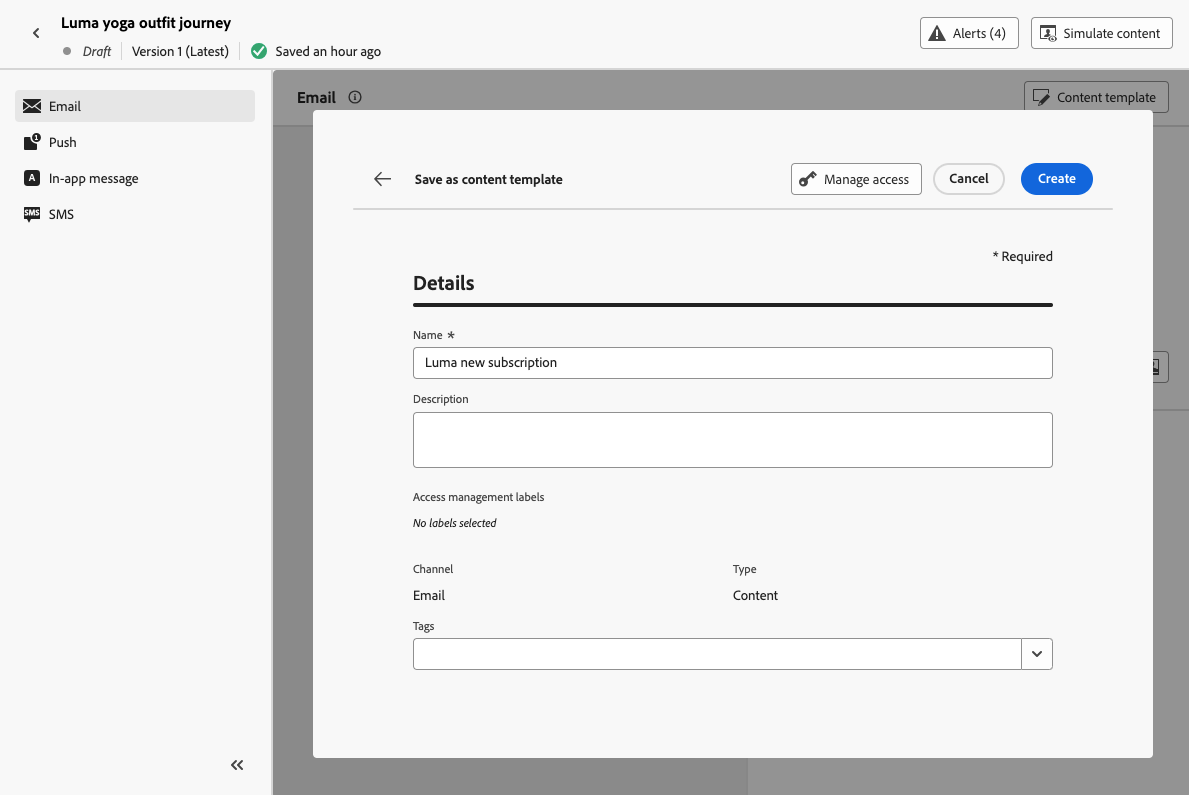 Luma yoga outfit journey
Draft
Version 1 (Latest)
Saved an hour ago
Alerts (4)
Simulate content
Email
Push
1
A
In-app message
SMS
SMS
Email
Content template
Save as content template
Manage access
Cancel
Create
* Required
Details
Name *
Luma new subscription
Description
Access management labels
No labels selected
Channel
Type
Email
Content
Tags